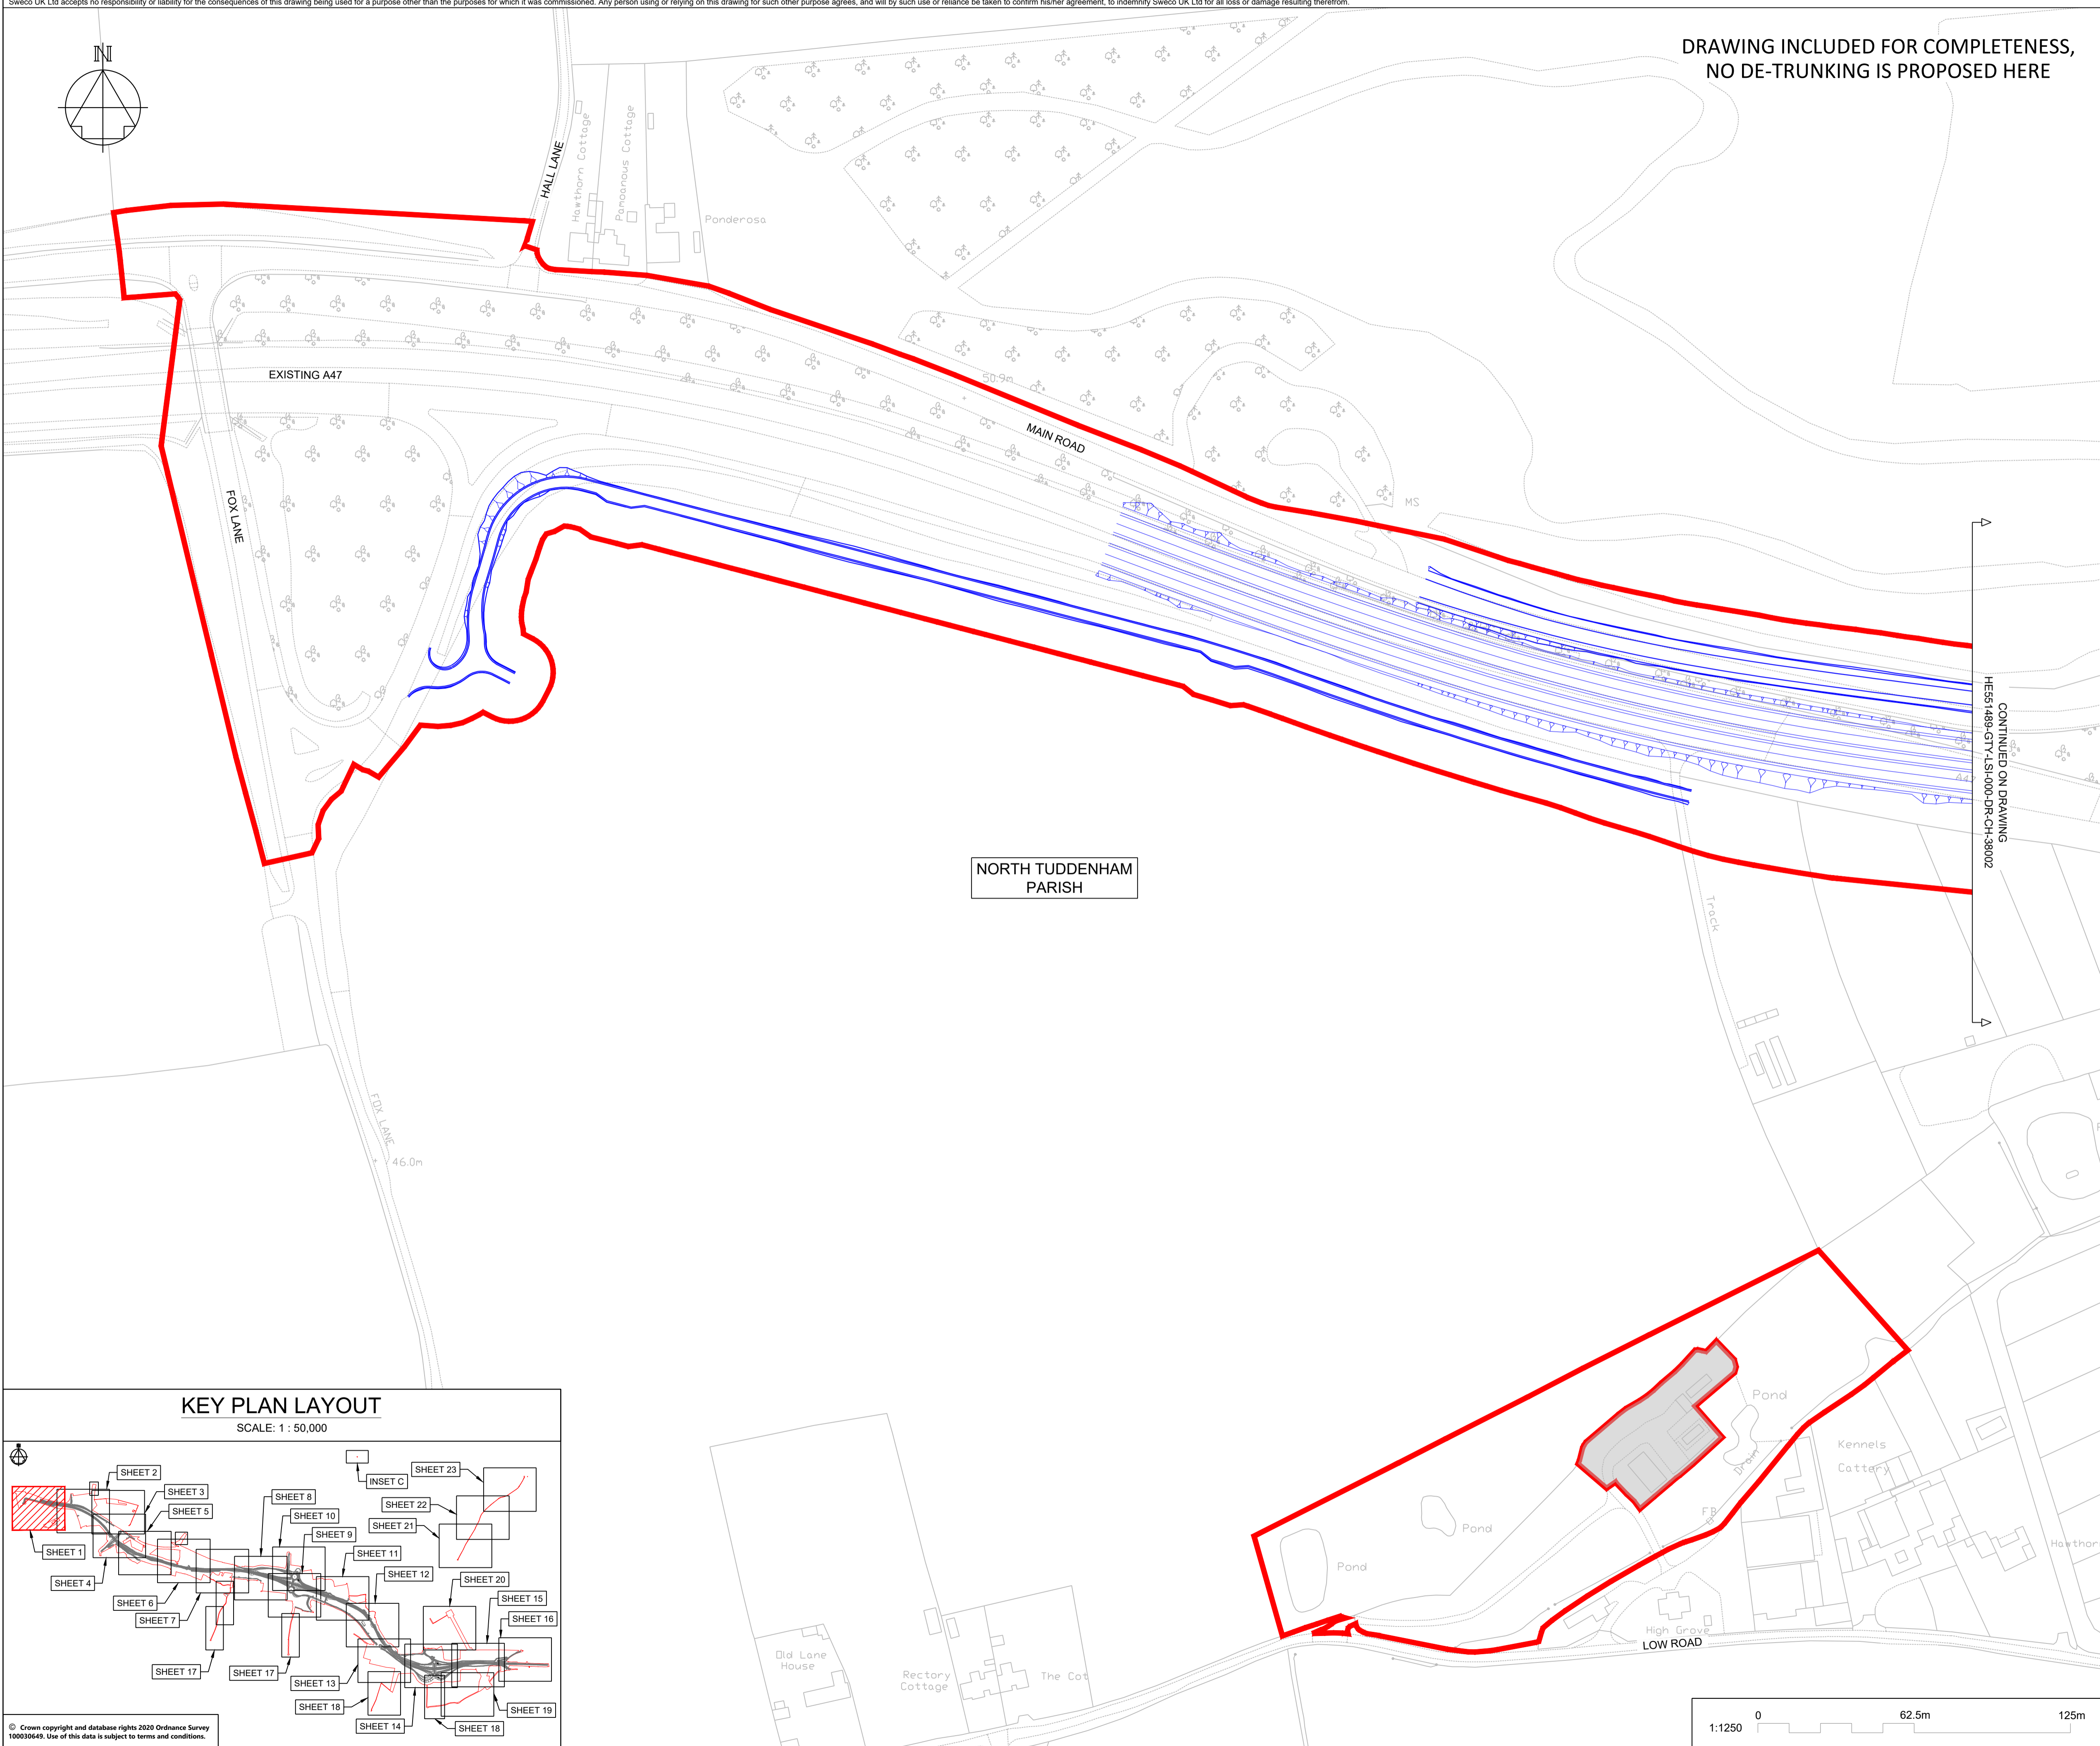 Sweco UK Ltd accepts no responsibility or liability for the consequences of this drawing being used for a purpose other than the purposes for which it was commissioned. Any person using or relying on this drawing for such other purpose agrees, and will by such use or reliance be taken to confirm his/her agreement, to indemnify Sweco UK Ltd for all loss or damage resulting therefrom.
N
DRAWING INCLUDED FOR COMPLETENESS,
NO DE-TRUNKING IS PROPOSED HERE
HALL LANE
Hawthorn Cottage
Panoanous Cottage
Ponderosa
EXISTING A47
50.9m
MAIN ROAD
FOX LANE
MS
CONTINUED ON DRAWING
HE551489-GTY-LSI-000-DR-CH-38002
A47
NORTH TUDDENHAM
PARISH
Track
FOX LANE
46.0m
Pond
Kennels
Cattery
Drain
FB
Pond
Pond
High Grove
LOW ROAD
Old Lane
House
Rectory
Cottage
The Cot
KEY PLAN LAYOUT
SCALE: 1 : 50,000
SHEET 2
SHEET 3
SHEET 5
SHEET 1
SHEET 4
SHEET 6
SHEET 7
SHEET 8
SHEET 10
SHEET 9
SHEET 11
SHEET 12
INSET C
SHEET 23
SHEET 22
SHEET 21
SHEET 20
SHEET 15
SHEET 16
SHEET 17
SHEET 17
SHEET 13
SHEET 18
SHEET 14
SHEET 18
SHEET 19
© Crown copyright and database rights 2020 Ordnance Survey
100030649. Use of this data is subject to terms and conditions.
1:1250
0 62.5m 125m